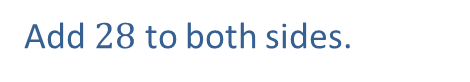 Add 28 to both sides.